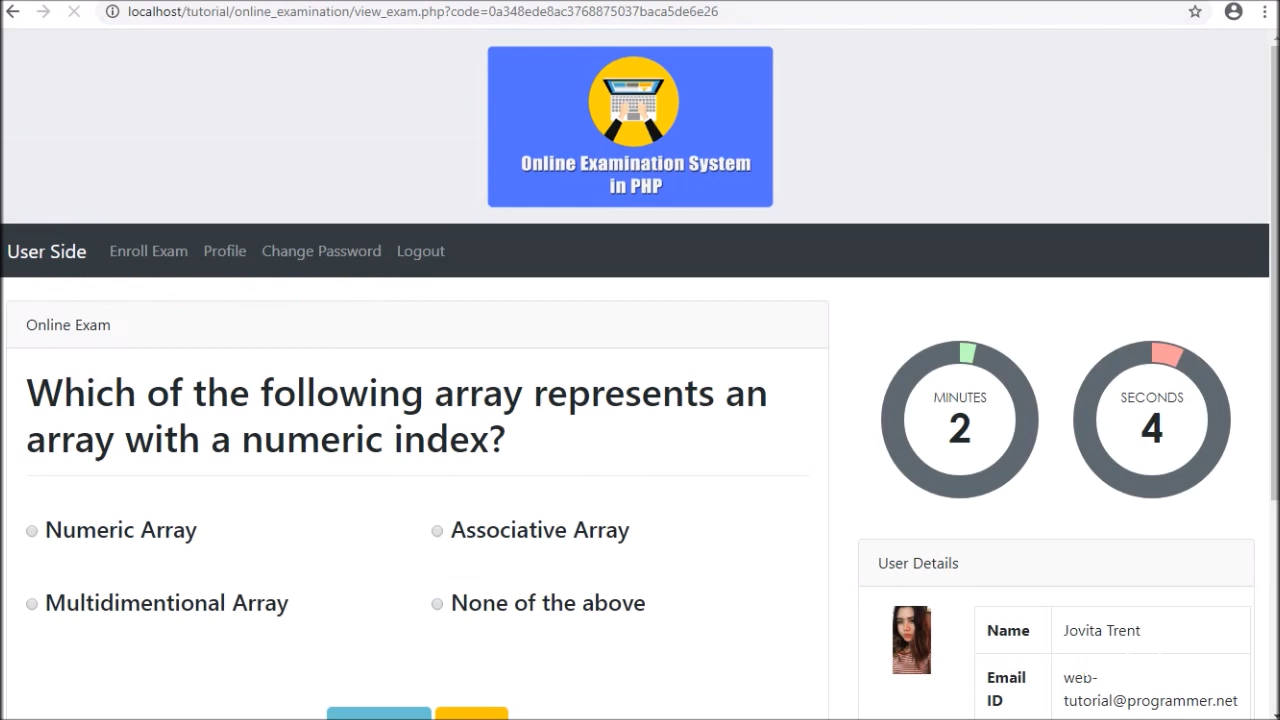 localhost/tutorial/online_examination/view_exam.php?code=0a348ede8ac3768875037baca5de6e26
Online Examination System
in PHP
User Side Enroll Exam Profile Change Password Logout
Online Exam
Which of the following array represents an
array with a numeric index?
Numeric Array Associative Array
Multidimentional Array None of the above
MINUTES SECONDS
2 4
User Details
Name Jovita Trent
Email web-
ID tutorial@programmer.net